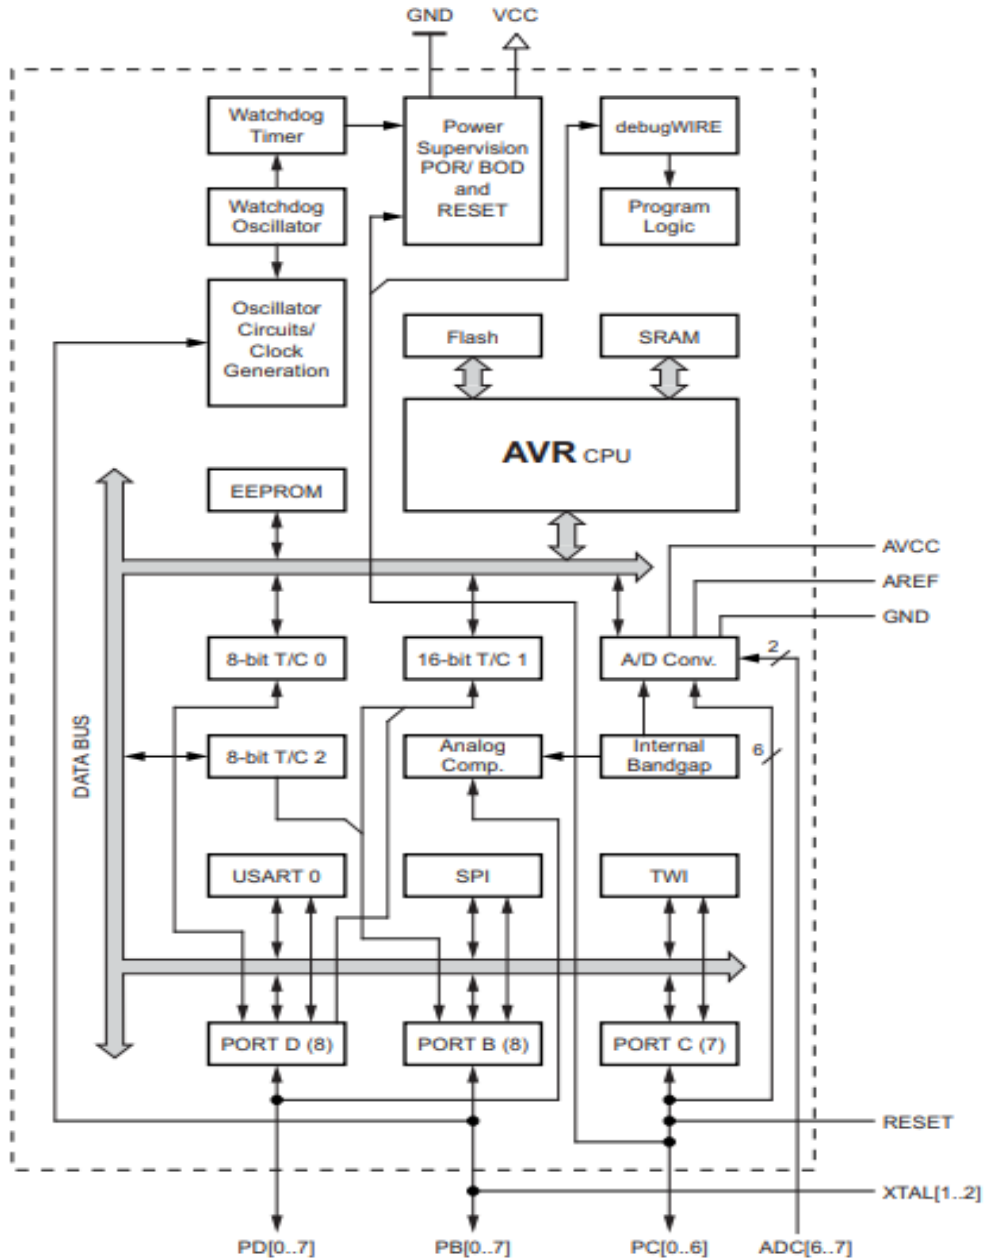 GND VCC
Watchdog
Timer
Power
Supervision
POR/ BOD
and
RESET
debugWIRE
Watchdog
Oscillator
Program
Logic
Oscillator
Circuits/
Clock
Generation
Flash
SRAM
AVR CPU
EEPROM
AVCC
AREF
GND
8-bit T/C 0
16-bit T/C 1
A/D Conv.
2
DATA BUS
8-bit T/C 2
Analog
Comp.
Internal
Bandgap
6
USART 0
SPI
TWI
PORT D (8)
PORT B (8)
PORT C (7)
RESET
XTAL[1..2]
PD[0..7]
PB[0..7]
PC[0..6]
ADC[6..7]